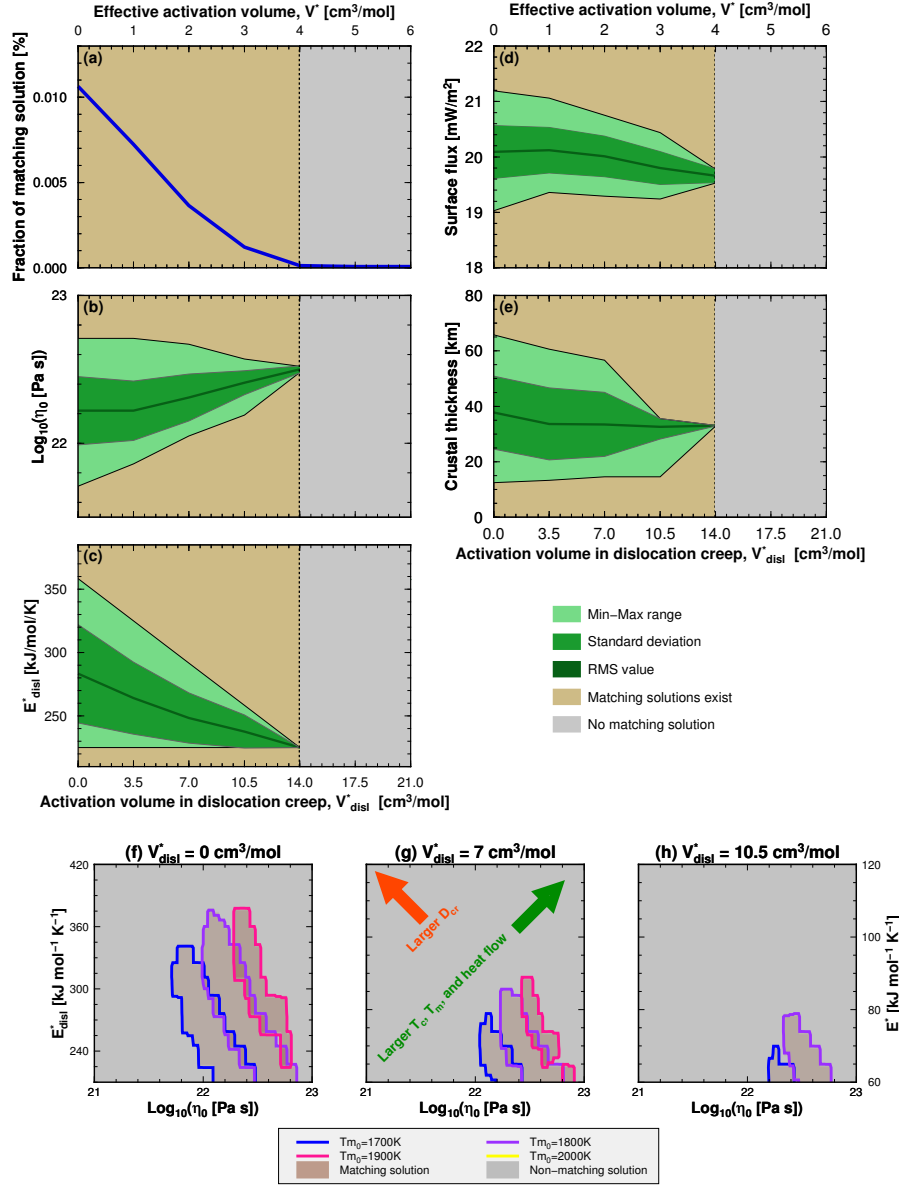 Effective activation volume, V* [cm³/mol]
0 1 2 3 4 5 6
(a)
Fraction of matching solution [%]
0.010
0.005
0.000
(b)
Log₁₀(η₀ [Pa s])
23
22
(c)
E*disl [kJ/mol/K]
350
300
250
0.0 3.5 7.0 10.5 14.0 17.5 21.0
Activation volume in dislocation creep, V*disl [cm³/mol]
Effective activation volume, V* [cm³/mol]
0 1 2 3 4 5 6
(d)
Surface flux [mW/m²]
22
21
20
19
18
(e)
Crustal thickness [km]
80
60
40
20
0
0.0 3.5 7.0 10.5 14.0 17.5 21.0
Activation volume in dislocation creep, V*disl [cm³/mol]
Min−Max range
Standard deviation
RMS value
Matching solutions exist
No matching solution
(f) V*disl = 0 cm³/mol
E*disl [kJ mol⁻¹ K⁻¹]
420
360
300
240
21 22 23
Log₁₀(η₀ [Pa s])
(g) V*disl = 7 cm³/mol
Larger Dcr
Larger Tc, Tm, and heat flow
21 22 23
Log₁₀(η₀ [Pa s])
(h) V*disl = 10.5 cm³/mol
120
100
80
60
E* [kJ mol⁻¹ K⁻¹]
21 22 23
Log₁₀(η₀ [Pa s])
Tm₀=1700K
Tm₀=1800K
Tm₀=1900K
Tm₀=2000K
Matching solution
Non−matching solution